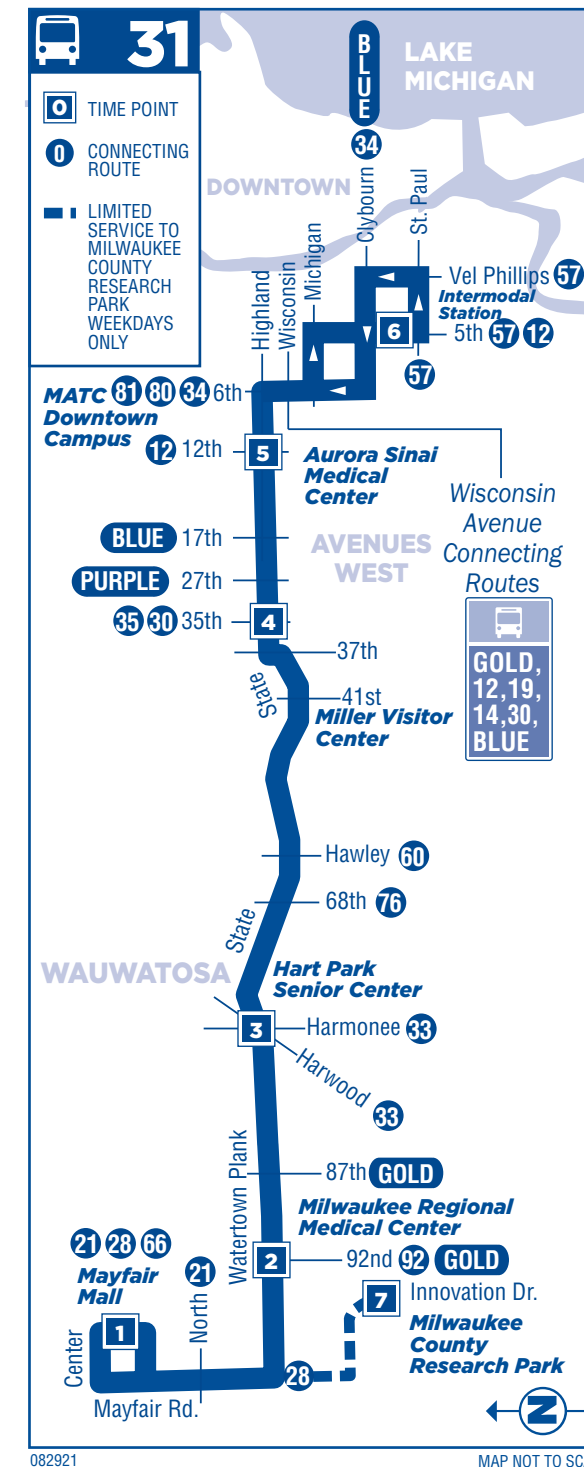 31
0 TIME POINT
0 CONNECTING
ROUTE
LIMITED
SERVICE TO
MILWAUKEE
COUNTY
RESEARCH
PARK
WEEKDAYS
ONLY
BLUE
34
LAKE
MICHIGAN
DOWNTOWN
Clybourn
St. Paul
Highland
Wisconsin
Michigan
Vel Phillips 57
Intermodal
Station
6
5th 57 12
57
MATC 81 80 34 6th
Downtown
Campus
12 12th
5
Aurora Sinai
Medical
Center
Wisconsin
Avenue
Connecting
Routes
GOLD,
12,19,
14,30,
BLUE
BLUE 17th
AVENUES
WEST
PURPLE 27th
35 30 35th
4
37th
State
41st
Miller Visitor
Center
Hawley 60
68th 76
State
WAUWATOSA
Hart Park
Senior Center
3
Harmonee 33
Harwood
33
Watertown Plank
87th GOLD
Milwaukee Regional
Medical Center
2
92nd 92 GOLD
21 28 66
Mayfair
Mall
21
North
7
Innovation Dr.
Milwaukee
County
Research Park
1
Center
28
Mayfair Rd.
N
082921
MAP NOT TO SC